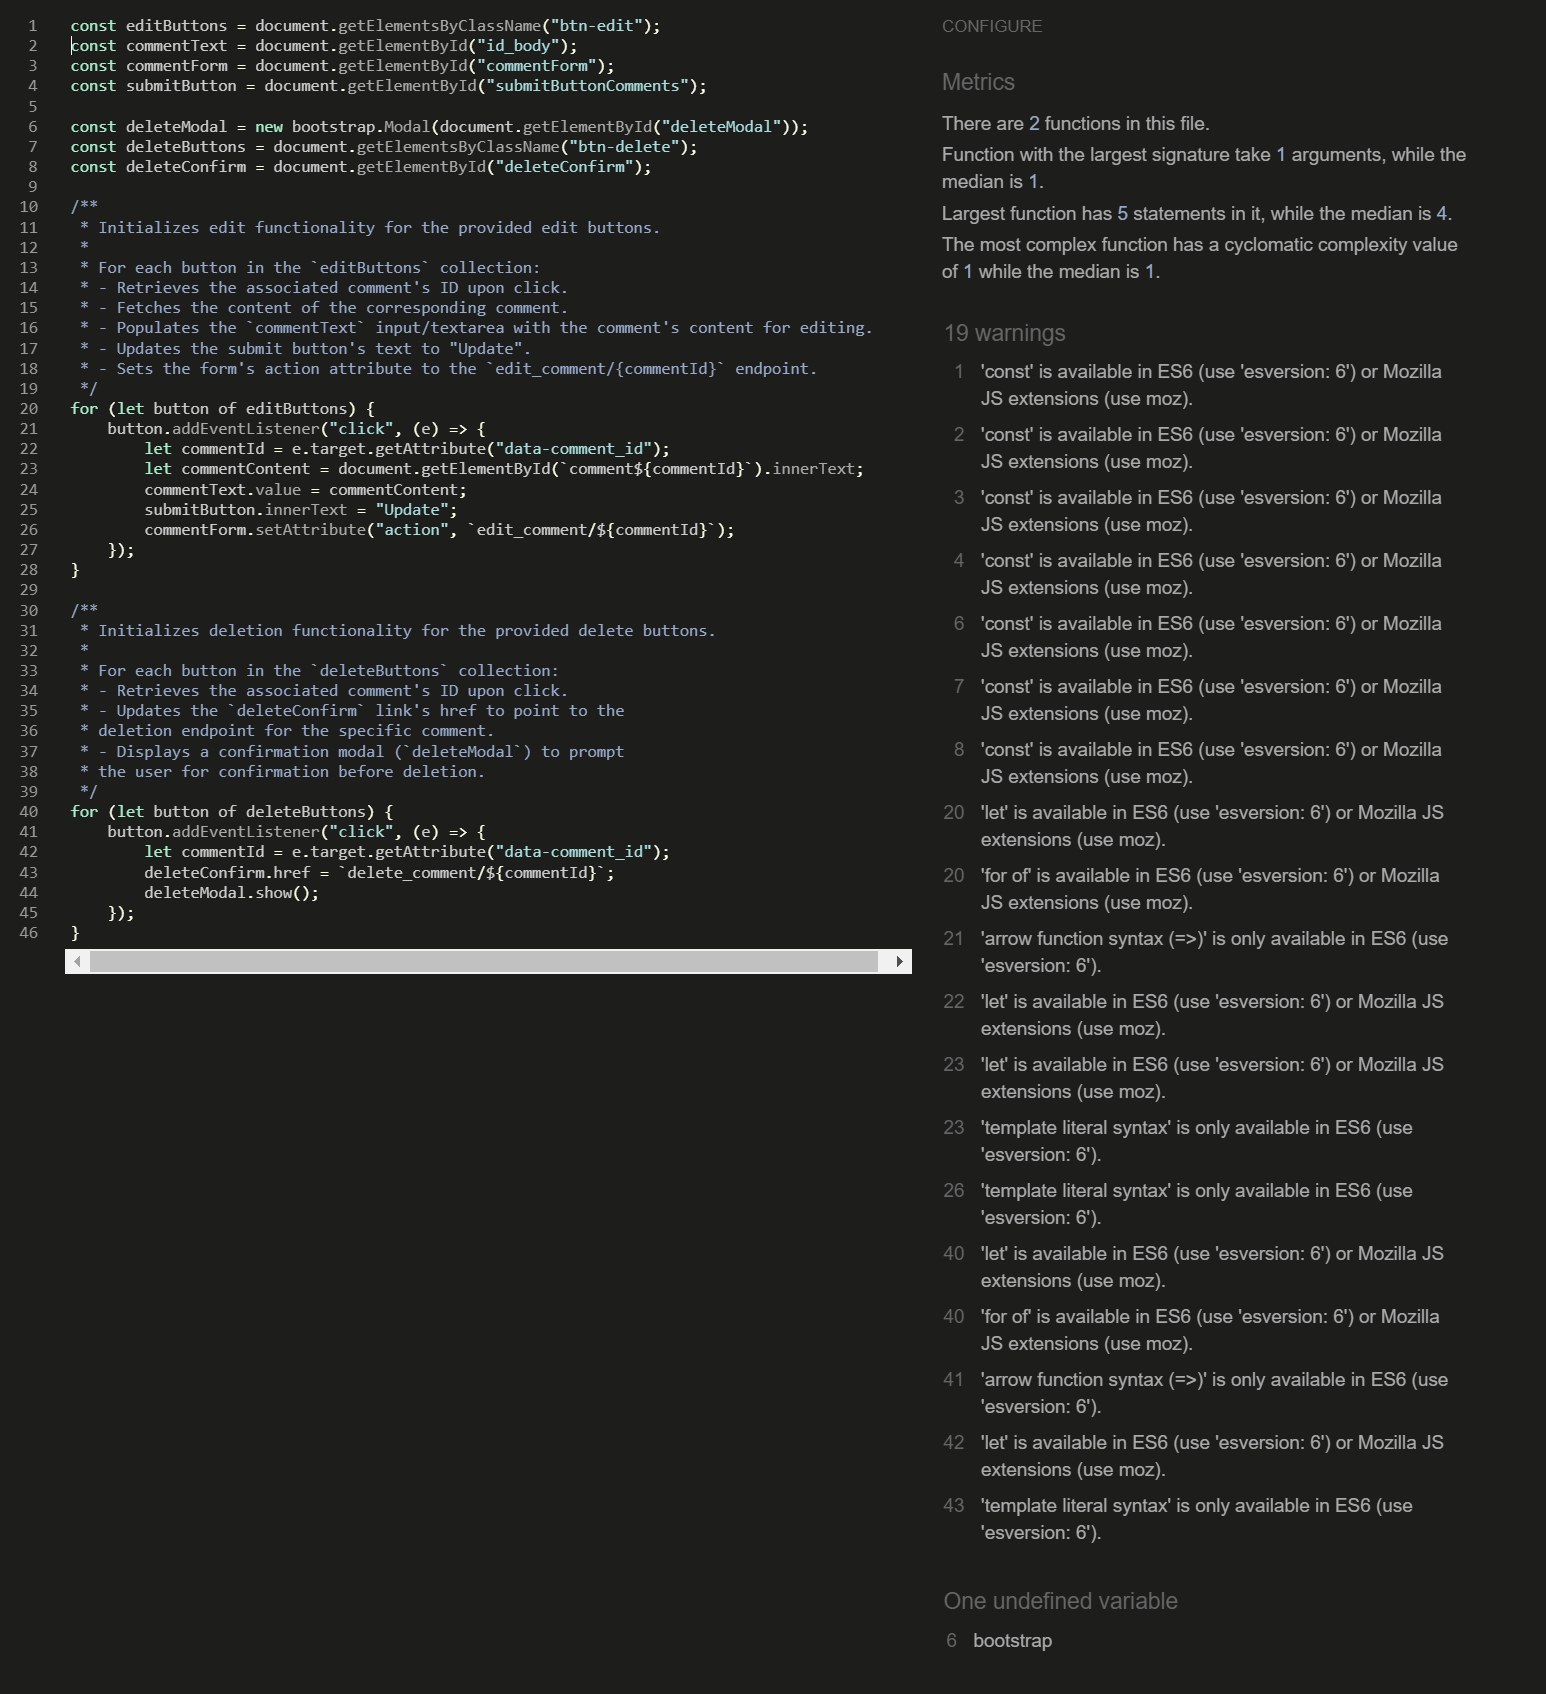 1 const editButtons = document.getElementsByClassName("btn-edit");
2 const commentText = document.getElementById("id_body");
3 const commentForm = document.getElementById("commentForm");
4 const submitButton = document.getElementById("submitButtonComments");
5
6 const deleteModal = new bootstrap.Modal(document.getElementById("deleteModal"));
7 const deleteButtons = document.getElementsByClassName("btn-delete");
8 const deleteConfirm = document.getElementById("deleteConfirm");
9
10 /**
11  * Initializes edit functionality for the provided edit buttons.
12  *
13  * For each button in the `editButtons` collection:
14  * - Retrieves the associated comment's ID upon click.
15  * - Fetches the content of the corresponding comment.
16  * - Populates the `commentText` input/textarea with the comment's content for editing.
17  * - Updates the submit button's text to "Update".
18  * - Sets the form's action attribute to the `edit_comment/{commentId}` endpoint.
19  */
20 for (let button of editButtons) {
21     button.addEventListener("click", (e) => {
22         let commentId = e.target.getAttribute("data-comment_id");
23         let commentContent = document.getElementById(`comment${commentId}`).innerText;
24         commentText.value = commentContent;
25         submitButton.innerText = "Update";
26         commentForm.setAttribute("action", `edit_comment/${commentId}`);
27     });
28 }
29
30 /**
31  * Initializes deletion functionality for the provided delete buttons.
32  *
33  * For each button in the `deleteButtons` collection:
34  * - Retrieves the associated comment's ID upon click.
35  * - Updates the `deleteConfirm` link's href to point to the
36  * deletion endpoint for the specific comment.
37  * - Displays a confirmation modal (`deleteModal`) to prompt
38  * the user for confirmation before deletion.
39  */
40 for (let button of deleteButtons) {
41     button.addEventListener("click", (e) => {
42         let commentId = e.target.getAttribute("data-comment_id");
43         deleteConfirm.href = `delete_comment/${commentId}`;
44         deleteModal.show();
45     });
46 }
CONFIGURE
Metrics
There are 2 functions in this file.
Function with the largest signature take 1 arguments, while the
median is 1.
Largest function has 5 statements in it, while the median is 4.
The most complex function has a cyclomatic complexity value
of 1 while the median is 1.
19 warnings
1 'const' is available in ES6 (use 'esversion: 6') or Mozilla
JS extensions (use moz).
2 'const' is available in ES6 (use 'esversion: 6') or Mozilla
JS extensions (use moz).
3 'const' is available in ES6 (use 'esversion: 6') or Mozilla
JS extensions (use moz).
4 'const' is available in ES6 (use 'esversion: 6') or Mozilla
JS extensions (use moz).
6 'const' is available in ES6 (use 'esversion: 6') or Mozilla
JS extensions (use moz).
7 'const' is available in ES6 (use 'esversion: 6') or Mozilla
JS extensions (use moz).
8 'const' is available in ES6 (use 'esversion: 6') or Mozilla
JS extensions (use moz).
20 'let' is available in ES6 (use 'esversion: 6') or Mozilla JS
extensions (use moz).
20 'for of' is available in ES6 (use 'esversion: 6') or Mozilla
JS extensions (use moz).
21 'arrow function syntax (=>)' is only available in ES6 (use
'esversion: 6').
22 'let' is available in ES6 (use 'esversion: 6') or Mozilla JS
extensions (use moz).
23 'let' is available in ES6 (use 'esversion: 6') or Mozilla JS
extensions (use moz).
23 'template literal syntax' is only available in ES6 (use
'esversion: 6').
26 'template literal syntax' is only available in ES6 (use
'esversion: 6').
40 'let' is available in ES6 (use 'esversion: 6') or Mozilla JS
extensions (use moz).
40 'for of' is available in ES6 (use 'esversion: 6') or Mozilla
JS extensions (use moz).
41 'arrow function syntax (=>)' is only available in ES6 (use
'esversion: 6').
42 'let' is available in ES6 (use 'esversion: 6') or Mozilla JS
extensions (use moz).
43 'template literal syntax' is only available in ES6 (use
'esversion: 6').
One undefined variable
6 bootstrap